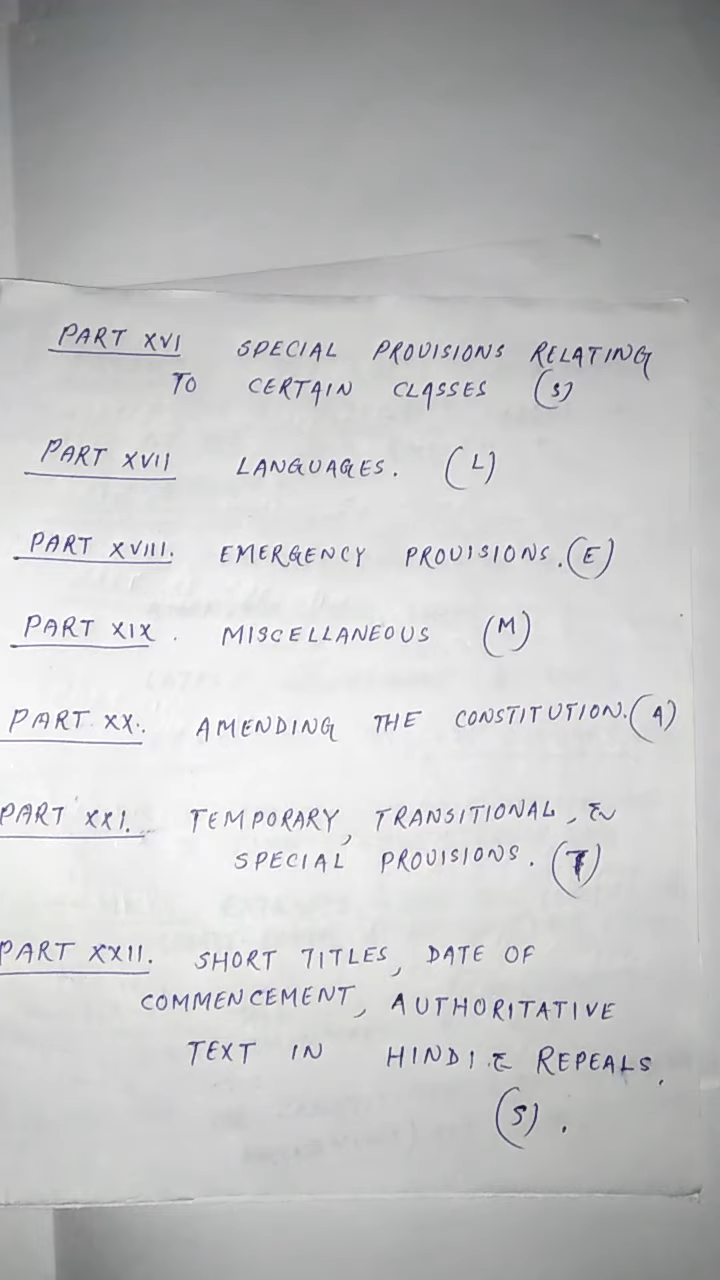 PART XVI SPECIAL PROVISIONS RELATING
TO CERTAIN CLASSES (S)
PART XVII LANGUAGES. (L)
PART XVIII. EMERGENCY PROVISIONS. (E)
PART XIX. MISCELLANEOUS (M)
PART XX. AMENDING THE CONSTITUTION. (A)
PART XXI. TEMPORARY, TRANSITIONAL, &
SPECIAL PROVISIONS. (T)
PART XXII. SHORT TITLES, DATE OF
COMMENCEMENT, AUTHORITATIVE
TEXT IN HINDI & REPEALS.
(S).